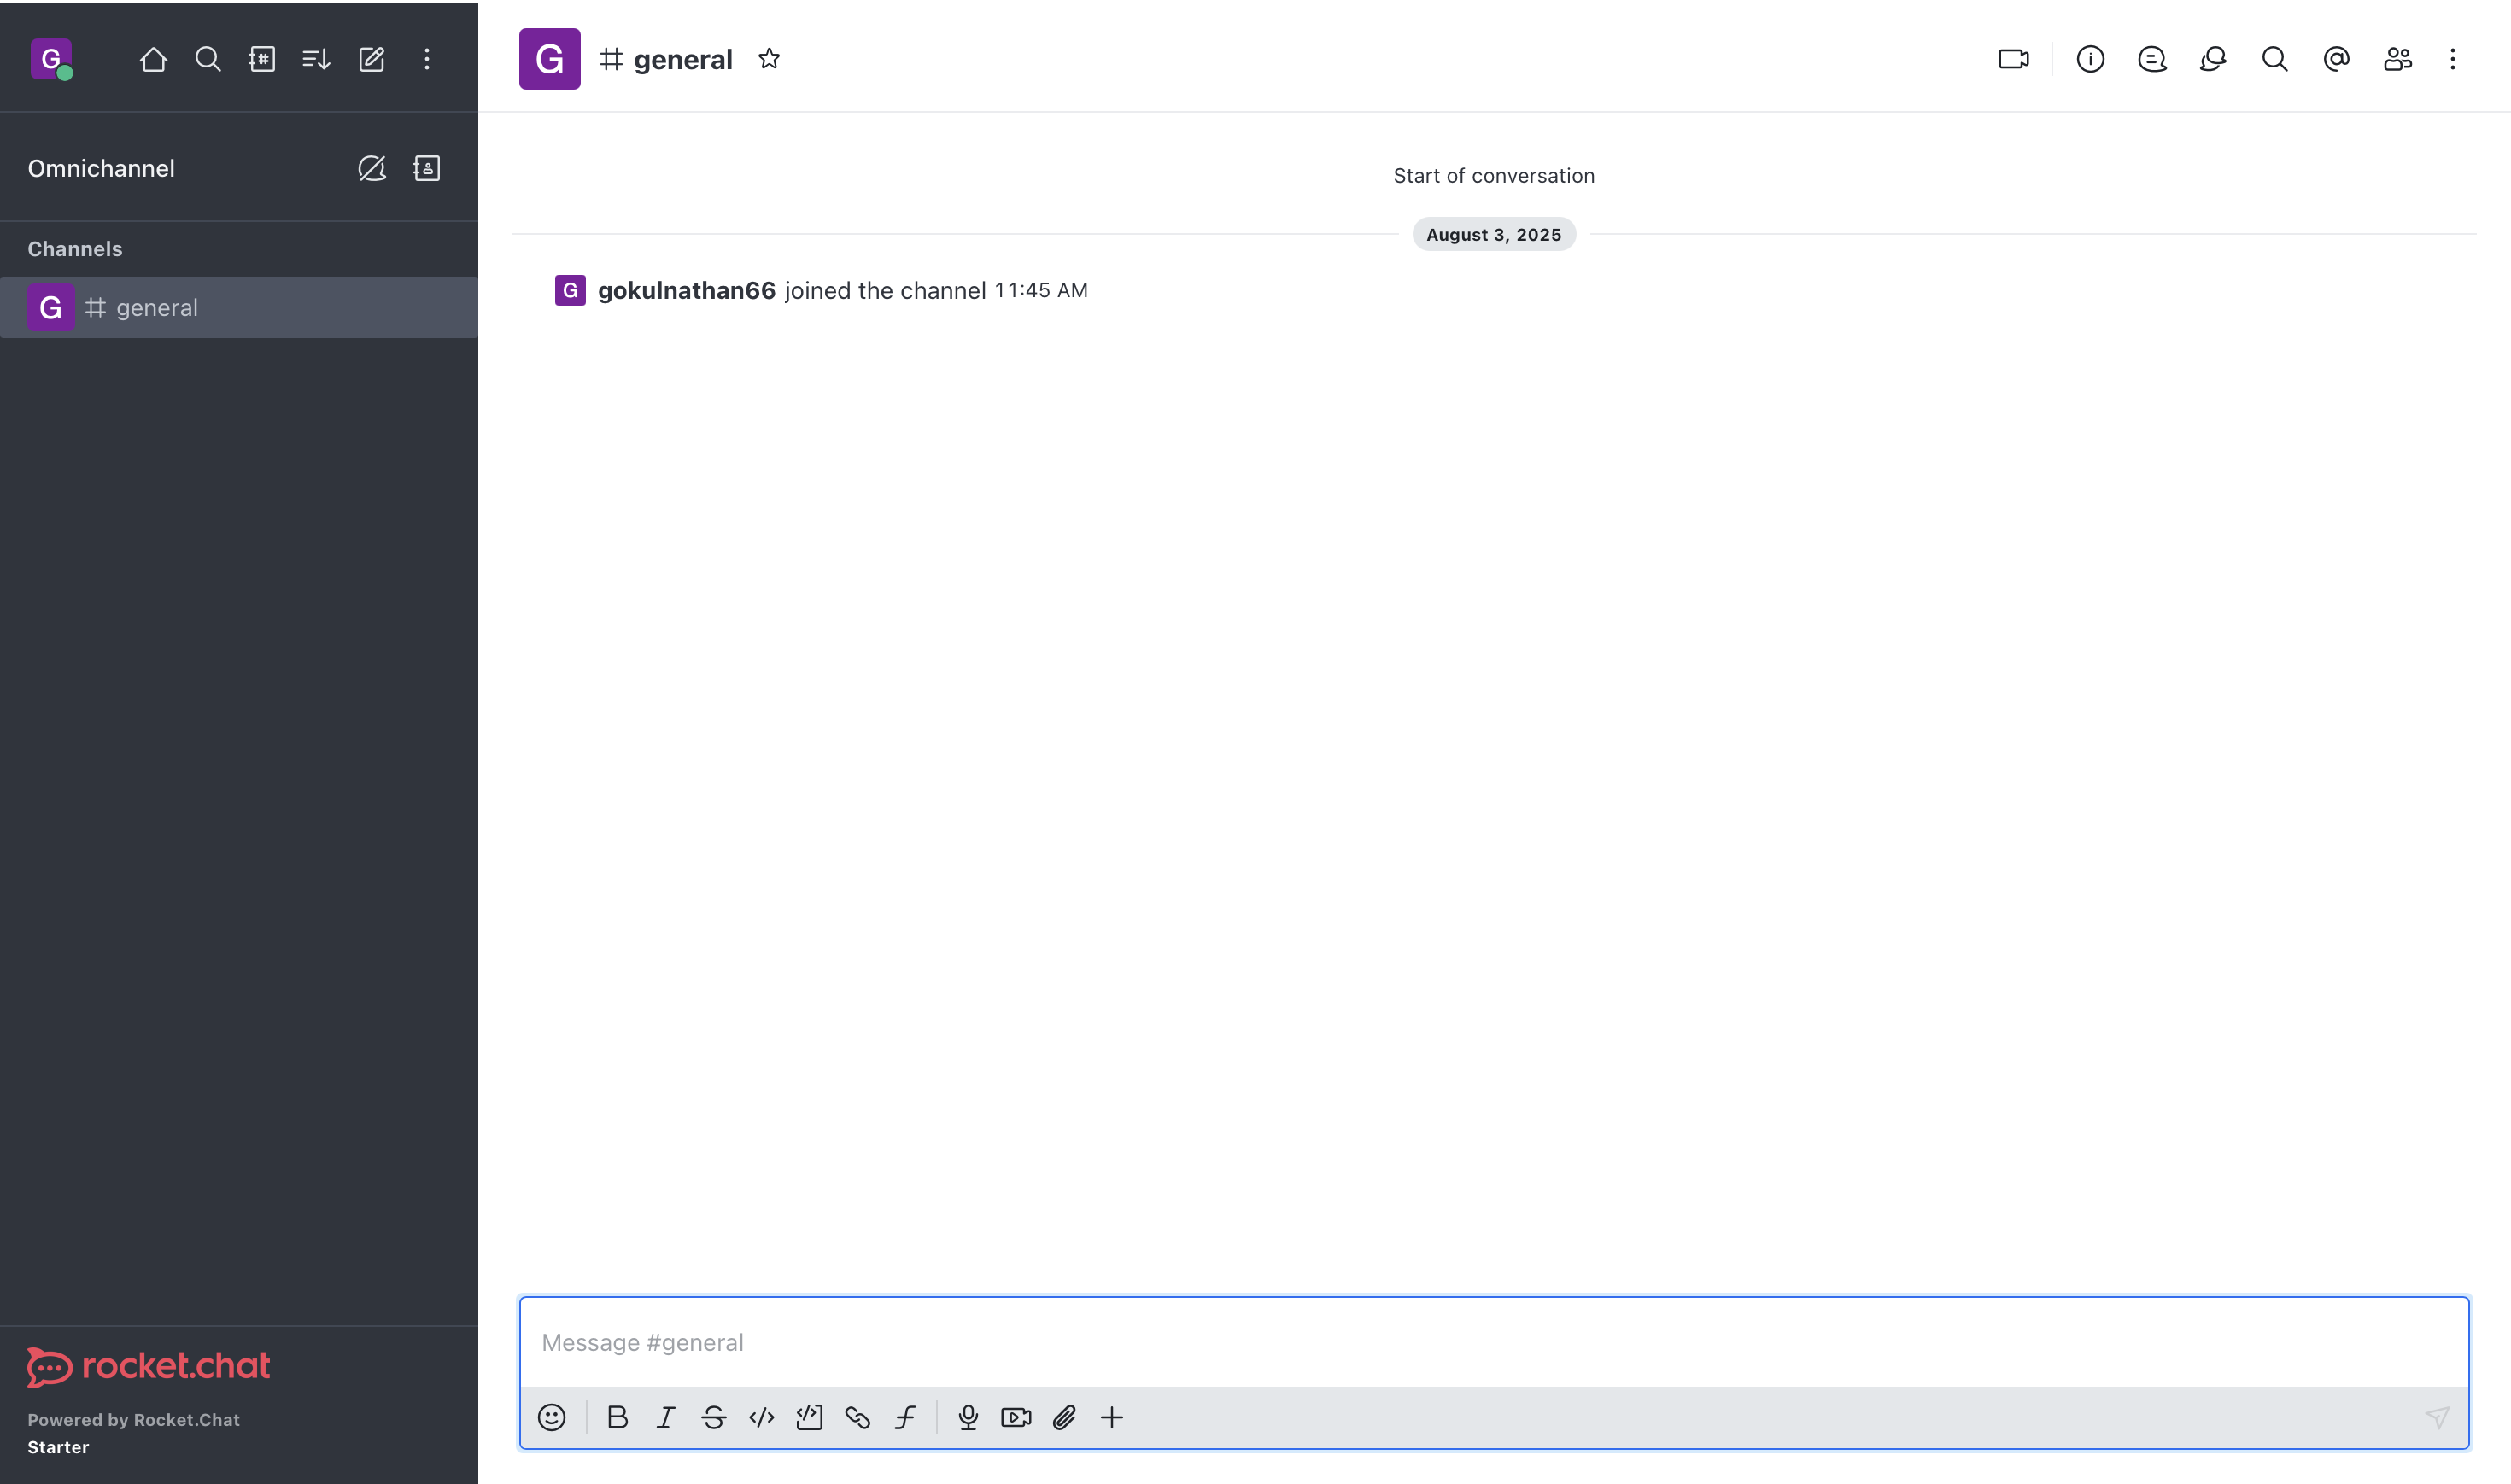 G
Omnichannel
Channels
G general
rocket.chat
Powered by Rocket.Chat
Starter
G general
Start of conversation
August 3, 2025
G gokulnathan66 joined the channel 11:45 AM
Message #general